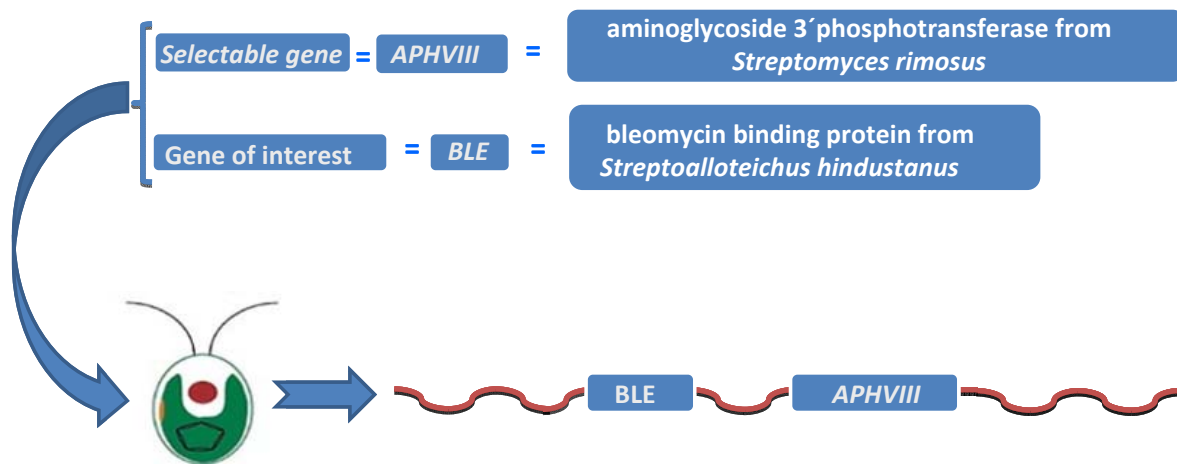 Selectable gene = APHVIII = aminoglycoside 3´phosphotransferase from
Streptomyces rimosus
Gene of interest = BLE = bleomycin binding protein from
Streptoalloteichus hindustanus
BLE APHVIII